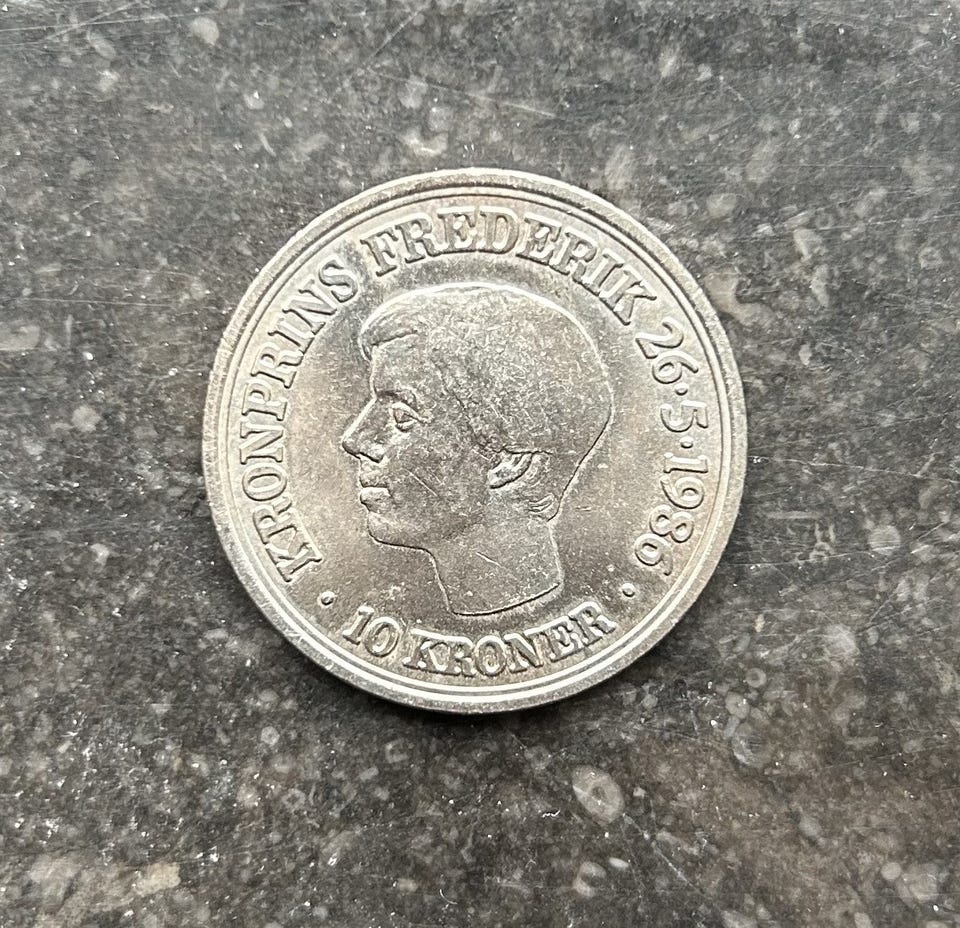 KRONPRINS FREDERIK 26·5·1986
· 10 KRONER ·